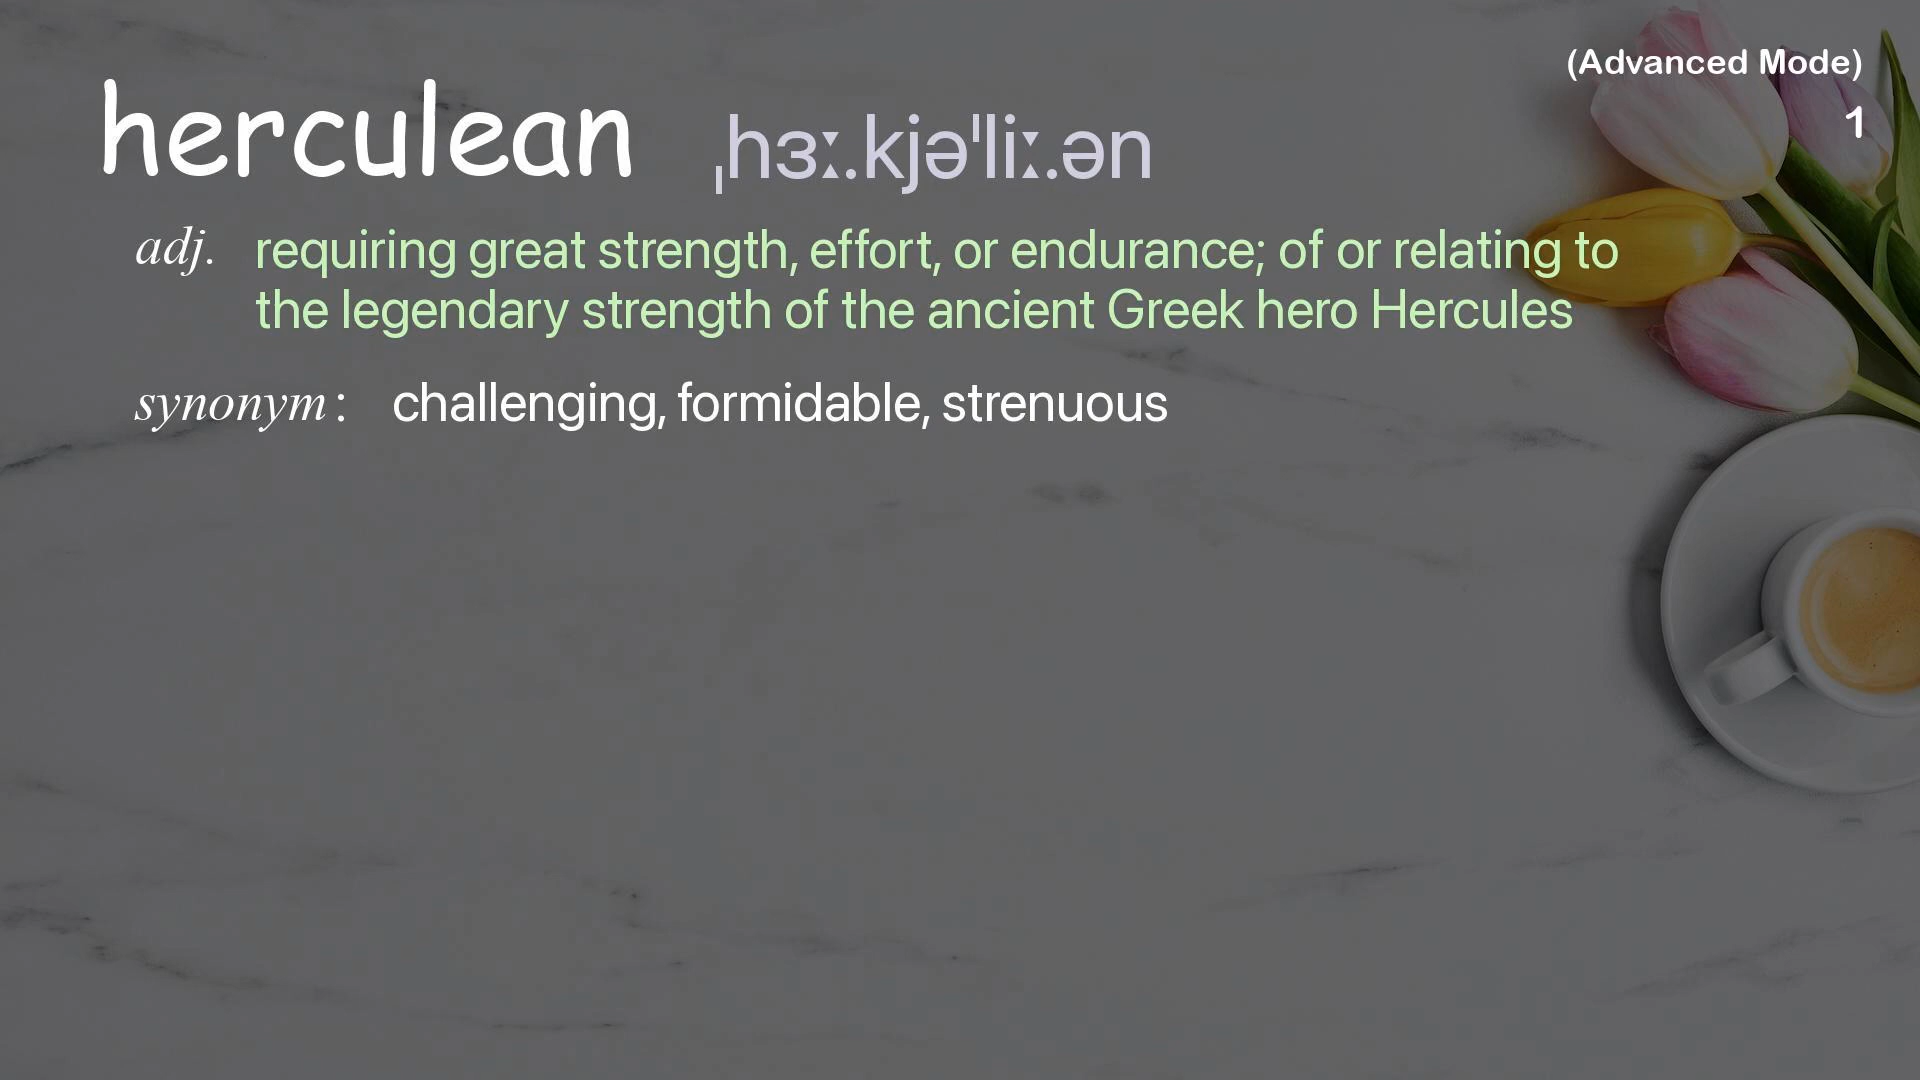 (Advanced Mode)
1
herculean ˌhɜː.kjəˈliː.ən
adj. requiring great strength, effort, or endurance; of or relating to
the legendary strength of the ancient Greek hero Hercules
synonym : challenging, formidable, strenuous